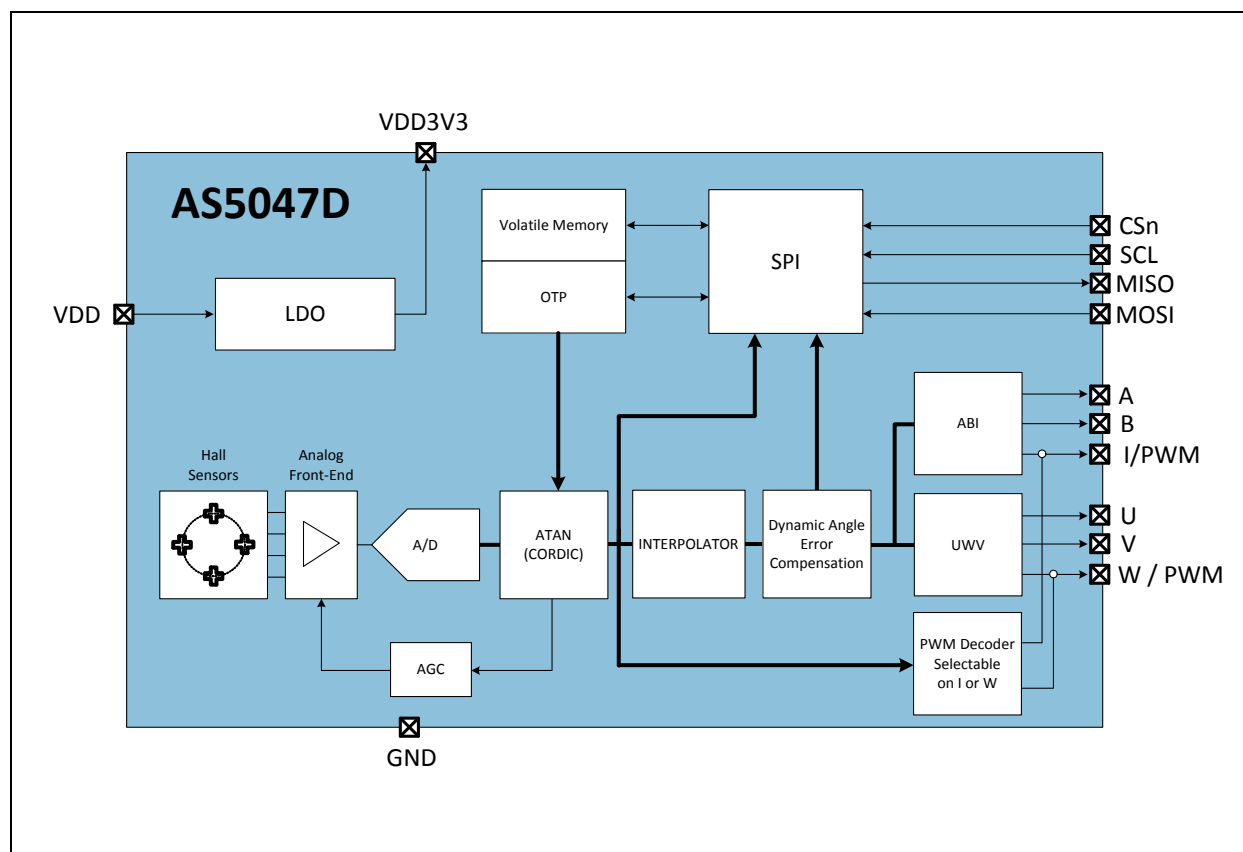 VDD3V3
AS5047D
Volatile Memory
OTP
SPI
CSn
SCL
MISO
MOSI
VDD
LDO
A
B
I/PWM
ABI
Hall
Sensors
Analog
Front-End
A/D
ATAN
(CORDIC)
INTERPOLATOR
Dynamic Angle
Error
Compensation
UWV
U
V
W / PWM
AGC
PWM Decoder
Selectable
on I or W
GND